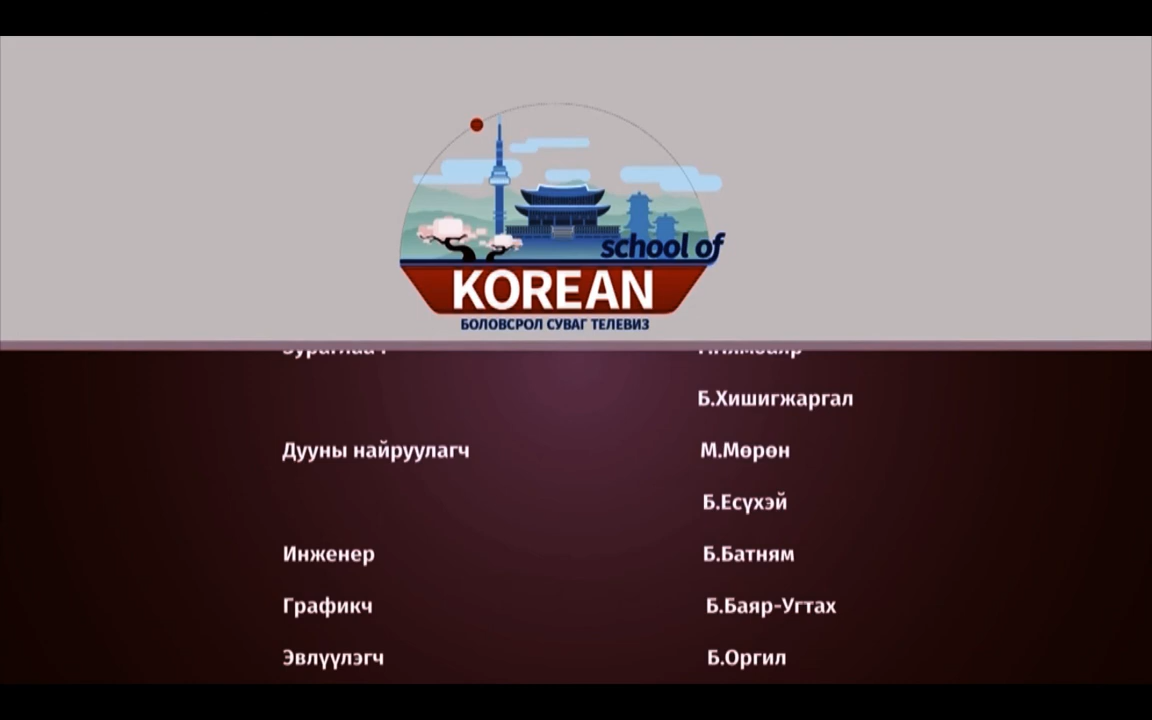 school of
KOREAN
БОЛОВСРОЛ СУВАГ ТЕЛЕВИЗ
Б.Хишигжаргал
Дууны найруулагч М.Мөрөн
Б.Есүхэй
Инженер Б.Батням
Графикч Б.Баяр-Угтах
Эвлүүлэгч Б.Оргил